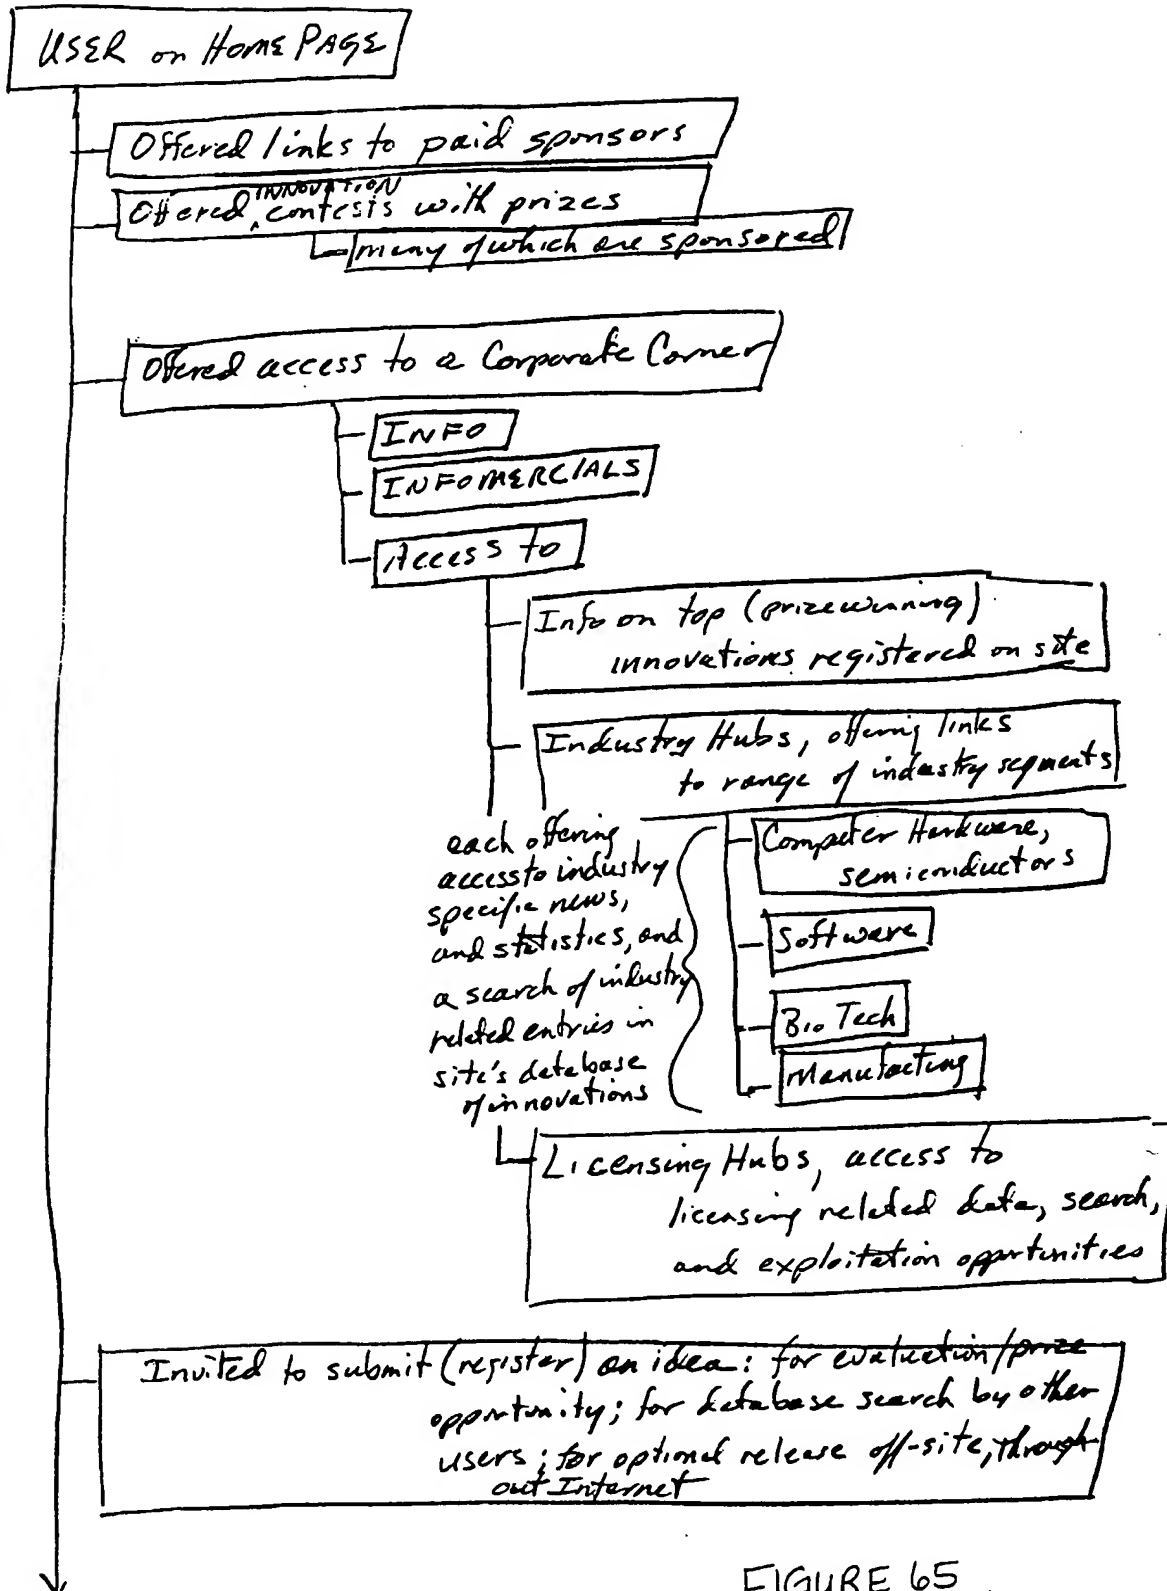 USER on HOME PAGE
Offered links to paid sponsors
Offered INNOVATION contests with prizes
many of which are sponsored
Offered access to a Corporate Corner
INFO
INFOMERCIALS
Access to
Info on top (prizewinning)
innovations registered on site
Industry Hubs, offering links
to range of industry segments
each offering
access to industry
specific news,
and statistics, and
a search of industry
related entries in
site's database
of innovations
Computer Hardware,
semiconductors
Software
Bio Tech
Manufacting
Licensing Hubs, access to
licensing related data, search,
and exploitation opportunities
Invited to submit (register) an idea: for evaluation/prize
opportunity; for database search by other
users; for optional release off-site, through
out Internet
FIGURE 65